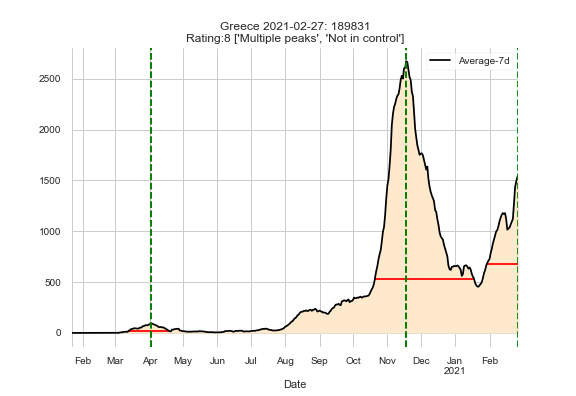 Greece 2021-02-27: 189831
Rating:8 ['Multiple peaks', 'Not in control']
Average-7d
2500
2000
1500
1000
500
0
Feb Mar Apr May Jun Jul Aug Sep Oct Nov Dec Jan Feb
2021
Date